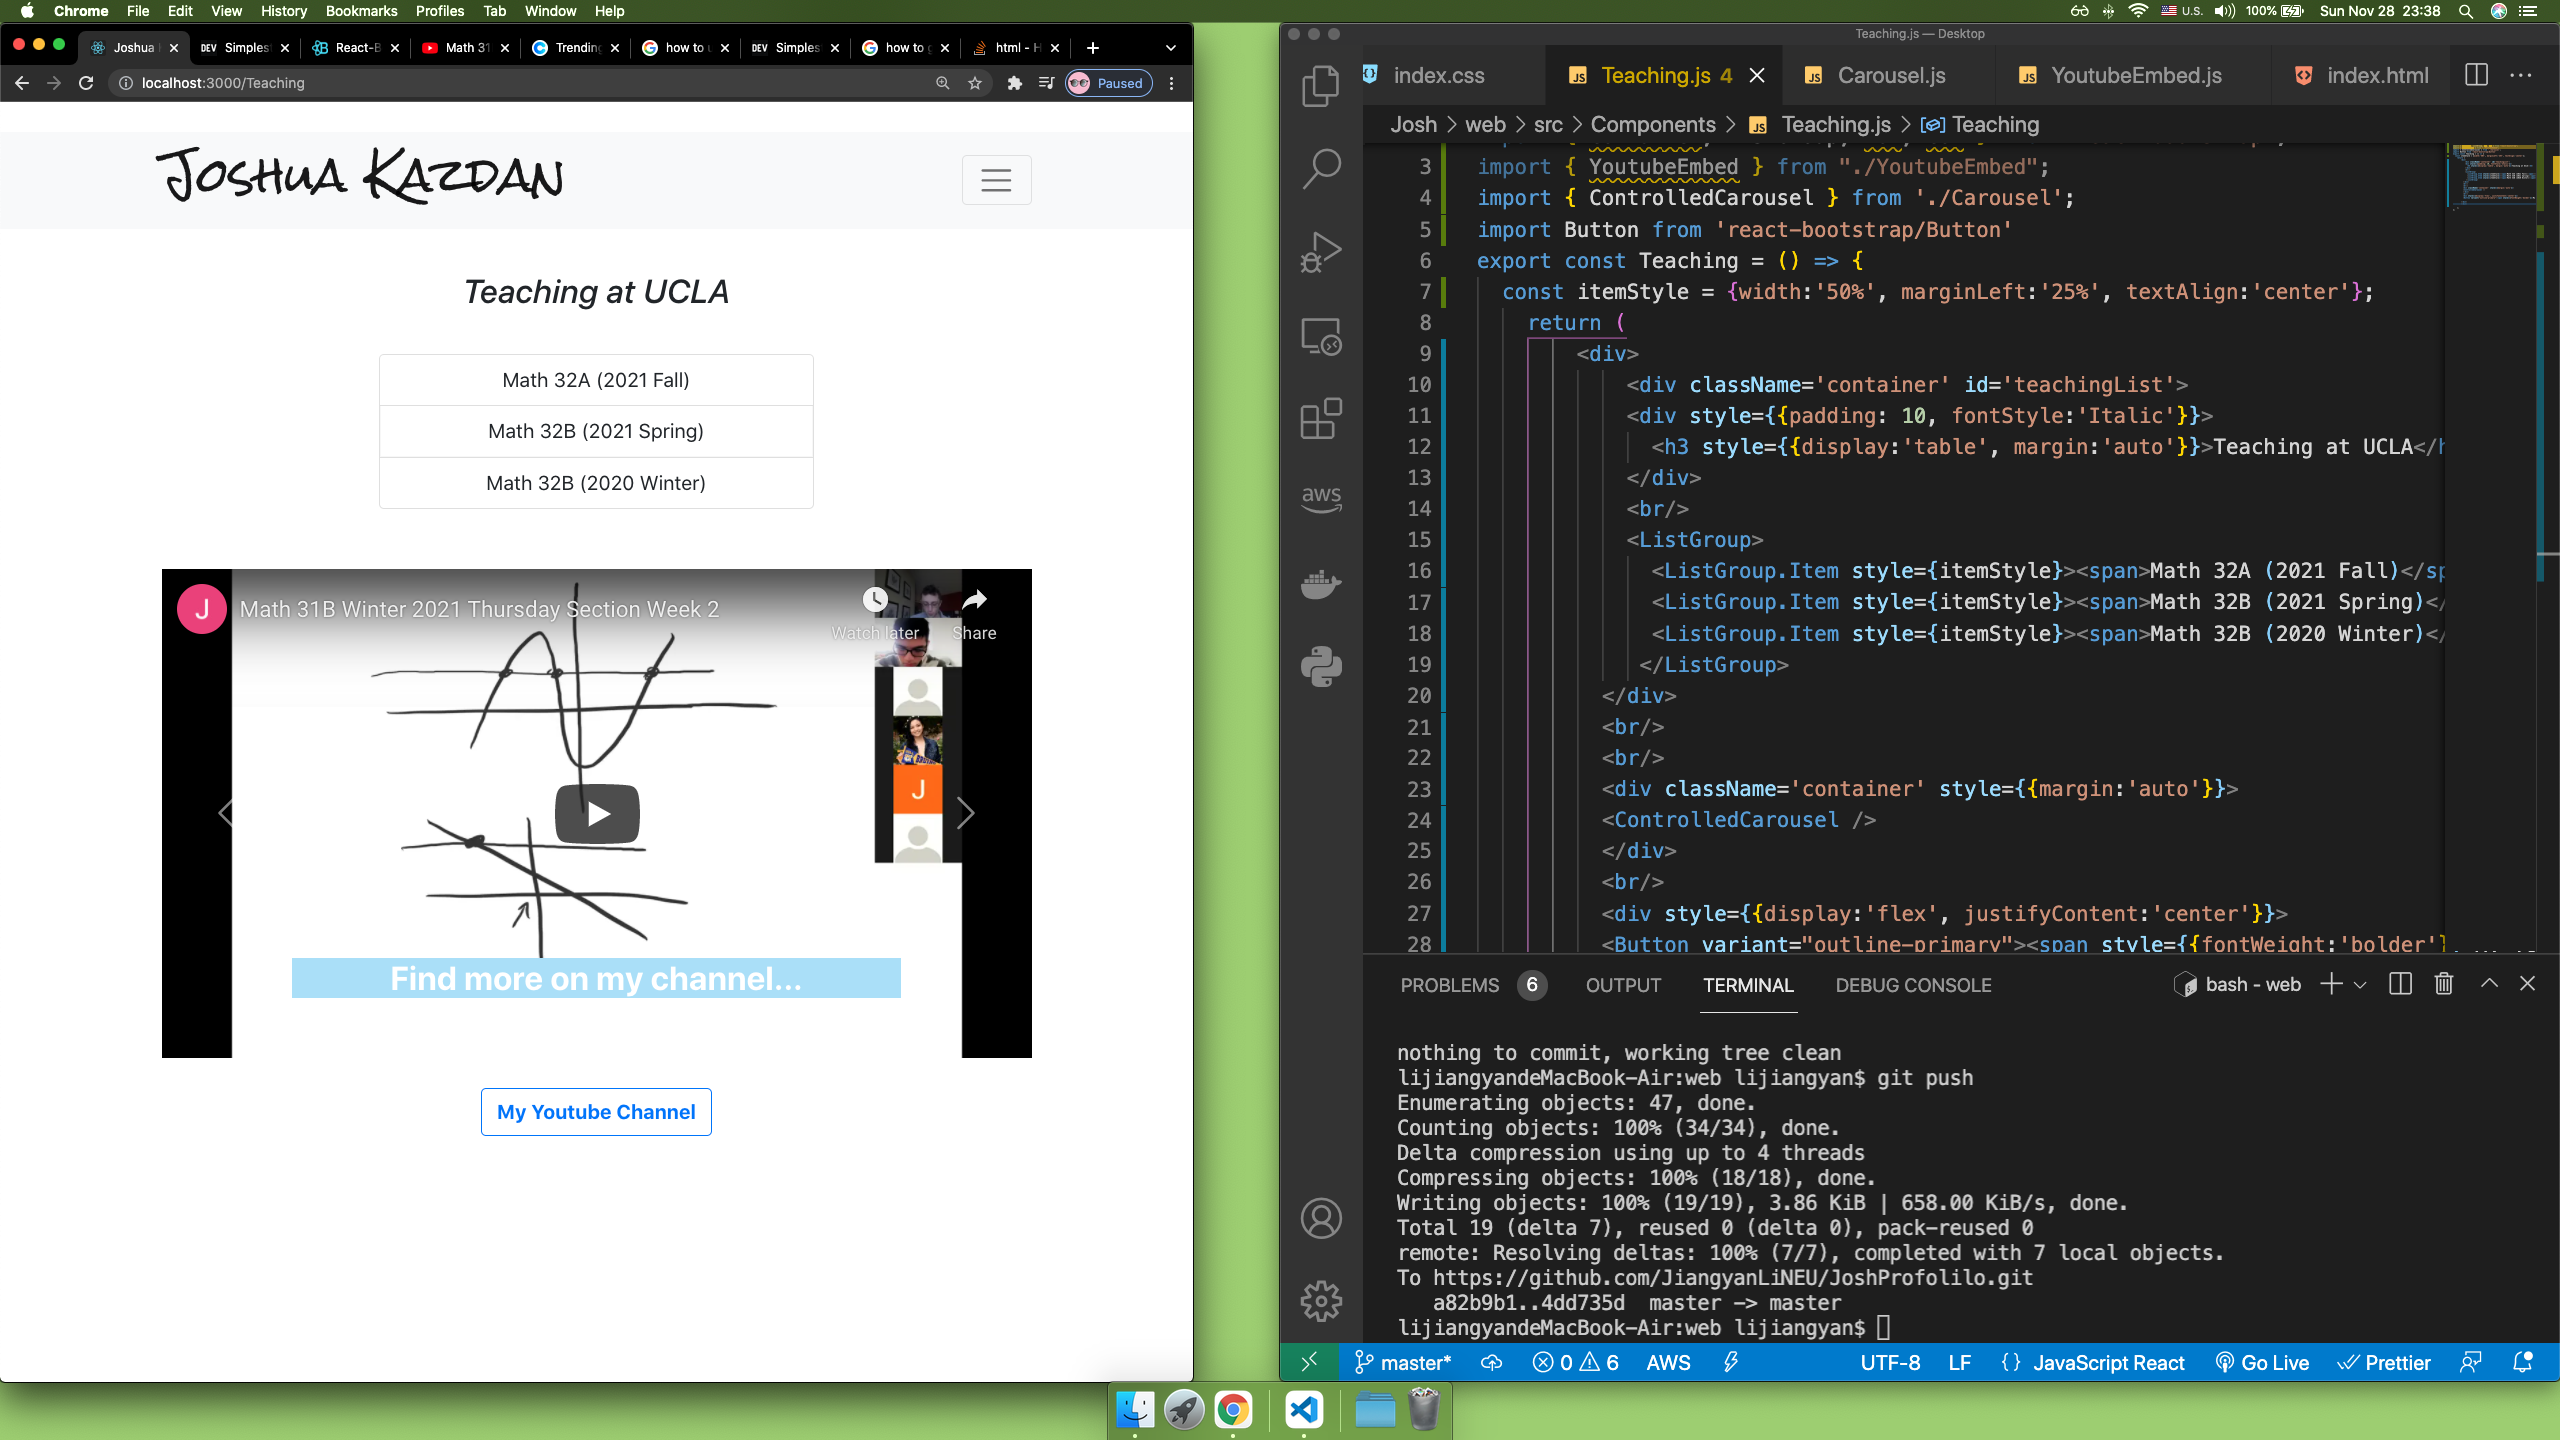 Chrome File Edit View History Bookmarks Profiles Tab Window Help
U.S. 100% Sun Nov 28 23:38
Joshua
DEV Simples
React-B
Math 31
Trending
how to u
DEV Simples
how to g
html - H
localhost:3000/Teaching
Paused
Joshua Kazdan
Teaching at UCLA
Math 32A (2021 Fall)
Math 32B (2021 Spring)
Math 32B (2020 Winter)
J Math 31B Winter 2021 Thursday Section Week 2
Watch later Share
J
Find more on my channel...
My Youtube Channel
Teaching.js — Desktop
index.css
JS Teaching.js 4
JS Carousel.js
JS YoutubeEmbed.js
index.html
Josh > web > src > Components > JS Teaching.js > Teaching
3 import { YoutubeEmbed } from "./YoutubeEmbed";
4 import { ControlledCarousel } from './Carousel';
5 import Button from 'react-bootstrap/Button'
6 export const Teaching = () => {
7 const itemStyle = {width:'50%', marginLeft:'25%', textAlign:'center'};
8 return (
9 <div>
10 <div className='container' id='teachingList'>
11 <div style={{padding: 10, fontStyle:'Italic'}}>
12 <h3 style={{display:'table', margin:'auto'}}>Teaching at UCLA</h
13 </div>
14 <br/>
15 <ListGroup>
16 <ListGroup.Item style={itemStyle}><span>Math 32A (2021 Fall)</sp
17 <ListGroup.Item style={itemStyle}><span>Math 32B (2021 Spring)</
18 <ListGroup.Item style={itemStyle}><span>Math 32B (2020 Winter)</
19 </ListGroup>
20 </div>
21 <br/>
22 <br/>
23 <div className='container' style={{margin:'auto'}}>
24 <ControlledCarousel />
25 </div>
26 <br/>
27 <div style={{display:'flex', justifyContent:'center'}}>
28 <Button variant="outline-primary"><span style={{fontWeight:'bolder'}
aws
PROBLEMS 6 OUTPUT TERMINAL DEBUG CONSOLE
bash - web
nothing to commit, working tree clean
lijiangyandeMacBook-Air:web lijiangyan$ git push
Enumerating objects: 47, done.
Counting objects: 100% (34/34), done.
Delta compression using up to 4 threads
Compressing objects: 100% (18/18), done.
Writing objects: 100% (19/19), 3.86 KiB | 658.00 KiB/s, done.
Total 19 (delta 7), reused 0 (delta 0), pack-reused 0
remote: Resolving deltas: 100% (7/7), completed with 7 local objects.
To https://github.com/JiangyanLiNEU/JoshProfolilo.git
a82b9b1..4dd735d master -> master
lijiangyandeMacBook-Air:web lijiangyan$
master* 0 6 AWS
UTF-8 LF {} JavaScript React Go Live Prettier